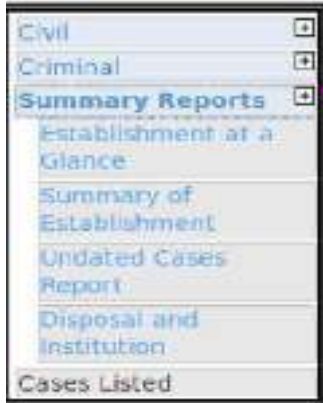 Civil
Criminal
Summary Reports
Establishment at a
Glance
Summary of
Establishment
Undated Cases
Report
Disposal and
Institution
Cases Listed